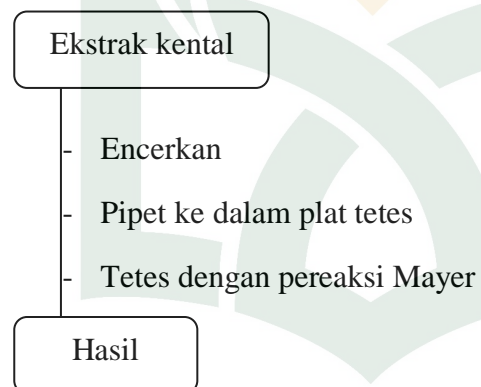 Ekstrak kental
- Encerkan
- Pipet ke dalam plat tetes
- Tetes dengan pereaksi Mayer
Hasil